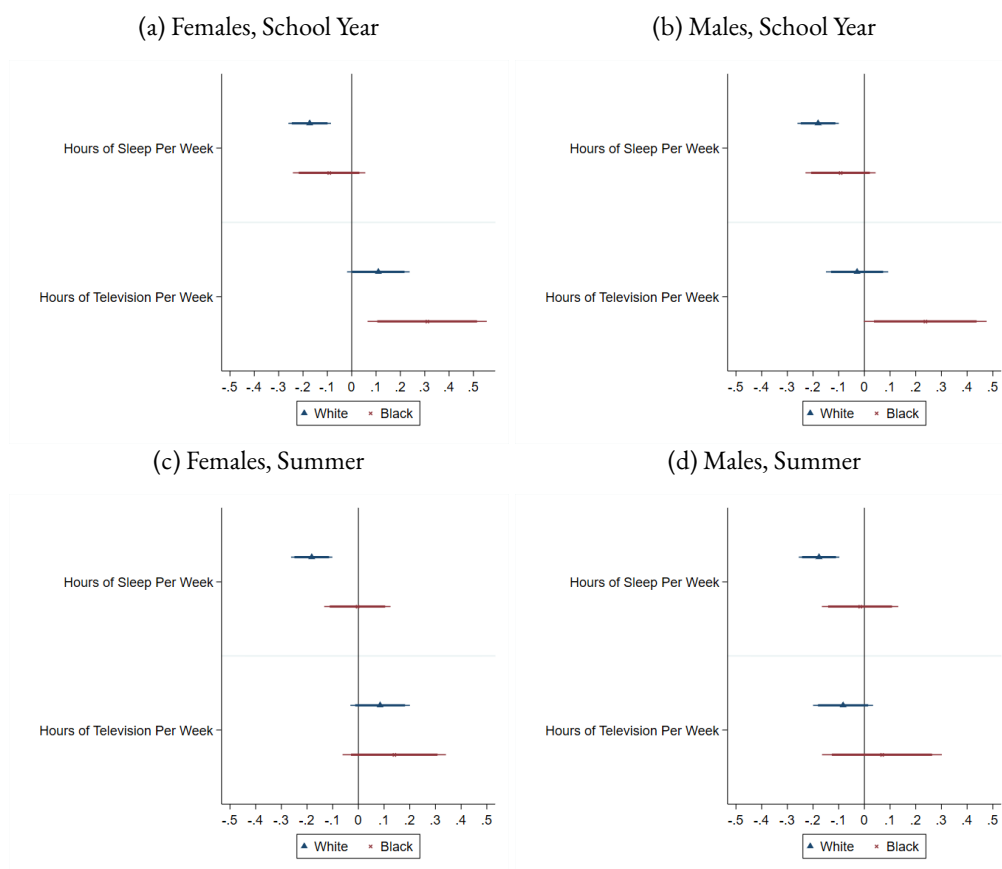 (a) Females, School Year
Hours of Sleep Per Week
Hours of Television Per Week
-.5 -.4 -.3 -.2 -.1 0 .1 .2 .3 .4 .5
White Black
(b) Males, School Year
Hours of Sleep Per Week
Hours of Television Per Week
-.5 -.4 -.3 -.2 -.1 0 .1 .2 .3 .4 .5
White Black
(c) Females, Summer
Hours of Sleep Per Week
Hours of Television Per Week
-.5 -.4 -.3 -.2 -.1 0 .1 .2 .3 .4 .5
White Black
(d) Males, Summer
Hours of Sleep Per Week
Hours of Television Per Week
-.5 -.4 -.3 -.2 -.1 0 .1 .2 .3 .4 .5
White Black